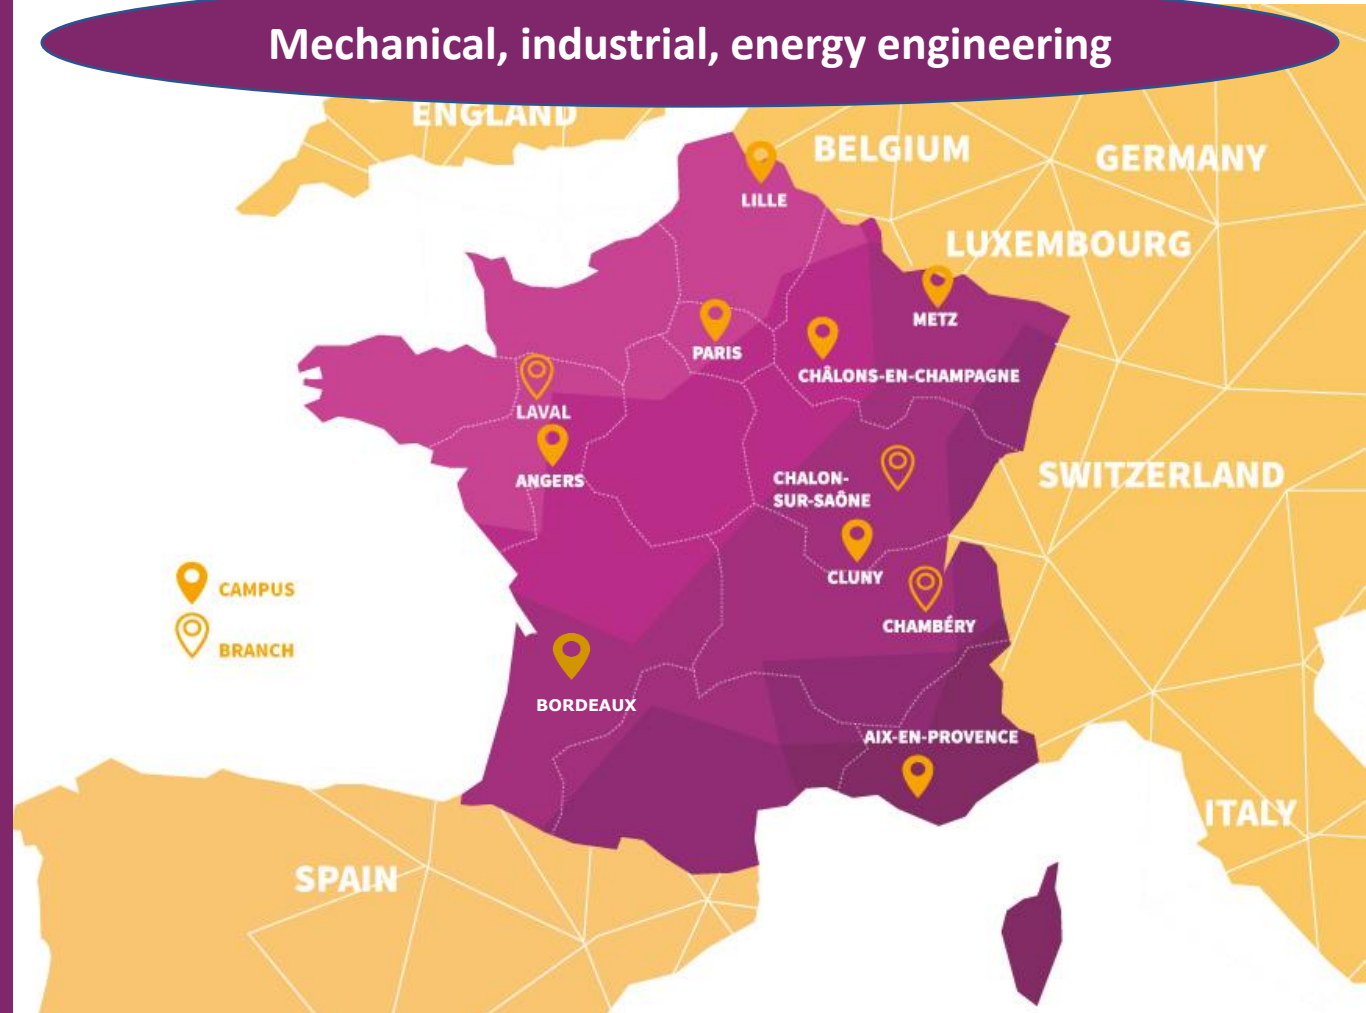 Mechanical, industrial, energy engineering
ENGLAND
BELGIUM
GERMANY
LILLE
LUXEMBOURG
METZ
PARIS
CHÂLONS-EN-CHAMPAGNE
LAVAL
ANGERS
CHALON-
SUR-SAÔNE
SWITZERLAND
CLUNY
CAMPUS
CHAMBÉRY
BRANCH
BORDEAUX
AIX-EN-PROVENCE
ITALY
SPAIN